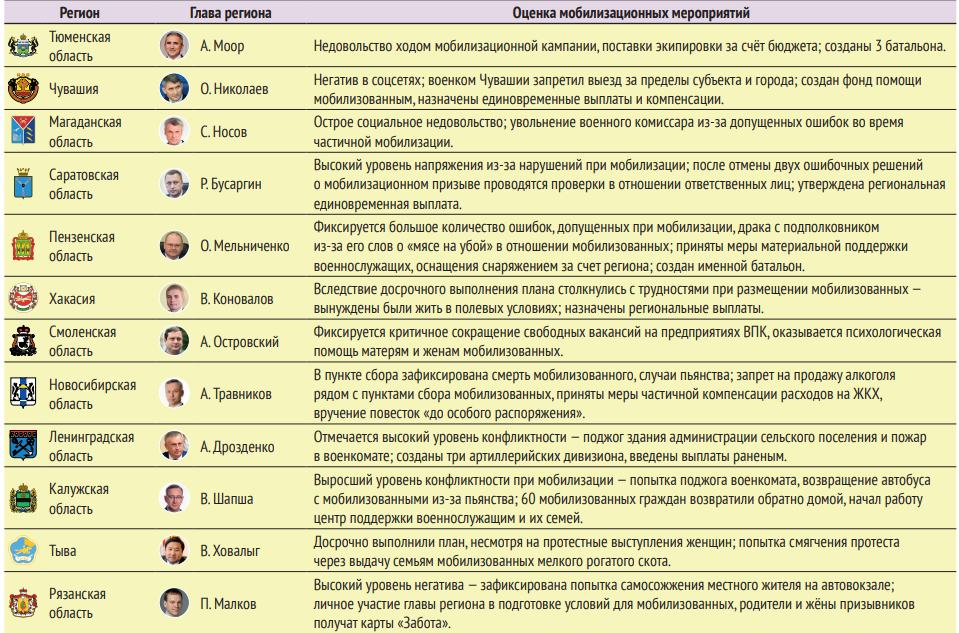 Регион Глава региона Оценка мобилизационных мероприятий
Тюменская
область
А. Моор
Недовольство ходом мобилизационной кампании, поставки экипировки за счёт бюджета; созданы 3 батальона.
Чувашия
О. Николаев
Негатив в соцсетях; военком Чувашии запретил выезд за пределы субъекта и города; создан фонд помощи
мобилизованным, назначены единовременные выплаты и компенсации.
Магаданская
область
С. Носов
Острое социальное недовольство; увольнение военного комиссара из-за допущенных ошибок во время
частичной мобилизации.
Саратовская
область
Р. Бусаргин
Высокий уровень напряжения из-за нарушений при мобилизации; после отмены двух ошибочных решений
о мобилизационном призыве проводятся проверки в отношении ответственных лиц; утверждена региональная
единовременная выплата.
Пензенская
область
О. Мельниченко
Фиксируется большое количество ошибок, допущенных при мобилизации, драка с подполковником
из-за его слов о «мясе на убой» в отношении мобилизованных; приняты меры материальной поддержки
военнослужащих, оснащения снаряжением за счет региона; создан именной батальон.
Хакасия
В. Коновалов
Вследствие досрочного выполнения плана столкнулись с трудностями при размещении мобилизованных —
вынуждены были жить в полевых условиях; назначены региональные выплаты.
Смоленская
область
А. Островский
Фиксируется критичное сокращение свободных вакансий на предприятиях ВПК, оказывается психологическая
помощь матерям и женам мобилизованных.
Новосибирская
область
А. Травников
В пункте сбора зафиксирована смерть мобилизованного, случаи пьянства; запрет на продажу алкоголя
рядом с пунктами сбора мобилизованных, приняты меры частичной компенсации расходов на ЖКХ,
вручение повесток «до особого распоряжения».
Ленинградская
область
А. Дрозденко
Отмечается высокий уровень конфликтности — поджог здания администрации сельского поселения и пожар
в военкомате; созданы три артиллерийских дивизиона, введены выплаты раненым.
Калужская
область
В. Шапша
Выросший уровень конфликтности при мобилизации — попытка поджога военкомата, возвращение автобуса
с мобилизованными из-за пьянства; 60 мобилизованных граждан возвратили обратно домой, начал работу
центр поддержки военнослужащим и их семей.
Тыва
В. Ховалыг
Досрочно выполнили план, несмотря на протестные выступления женщин; попытка смягчения протеста
через выдачу семьям мобилизованных мелкого рогатого скота.
Рязанская
область
П. Малков
Высокий уровень негатива — зафиксирована попытка самосожжения местного жителя на автовокзале;
личное участие главы региона в подготовке условий для мобилизованных, родители и жёны призывников
получат карты «Забота».